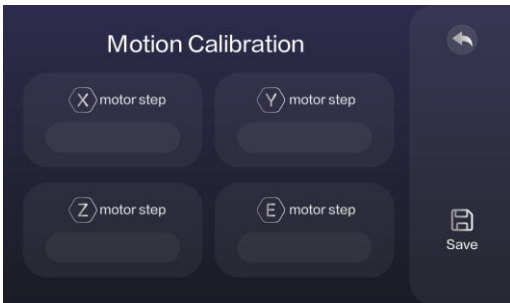 Motion Calibration
X motor step
Y motor step
Z motor step
E motor step
Save